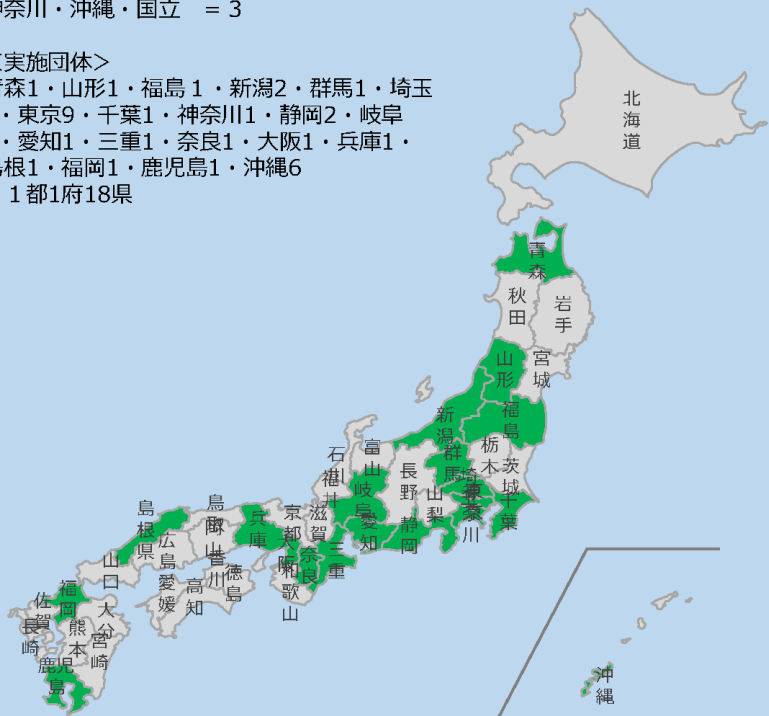 神奈川・沖縄・国立 = 3
実施団体＞
青森1・山形1・福島1・新潟2・群馬1・埼玉
・東京9・千葉1・神奈川1・静岡2・岐阜
・愛知1・三重1・奈良1・大阪1・兵庫1・
島根1・福岡1・鹿児島1・沖縄6
１都1府18県
北海道
青森
秋田
岩手
山形
宮城
新潟
福島
群馬
栃木
茨城
石川
富山
長野
埼
千葉
福井
岐阜
山梨
川
愛知
静岡
島根県
鳥取
岡山
兵庫
京都
滋賀
大阪
奈良
三重
和歌山
広島
山口
香川
徳島
愛媛
高知
福岡
佐賀
長崎
大分
熊本
宮崎
鹿児島
沖縄